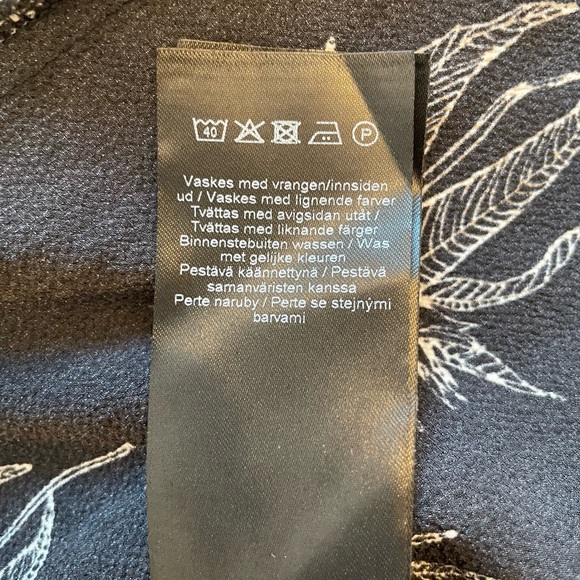 40 P
Vaskes med vrangen/innsiden
ud / Vaskes med lignende farver
Tvättas med avigsidan utåt /
Tvättas med liknande färger
Binnenstebuiten wassen / Was
met gelijke kleuren
Pestävä käännettynä / Pestävä
samanväristen kanssa
Perte naruby / Perte se stejnými
barvami